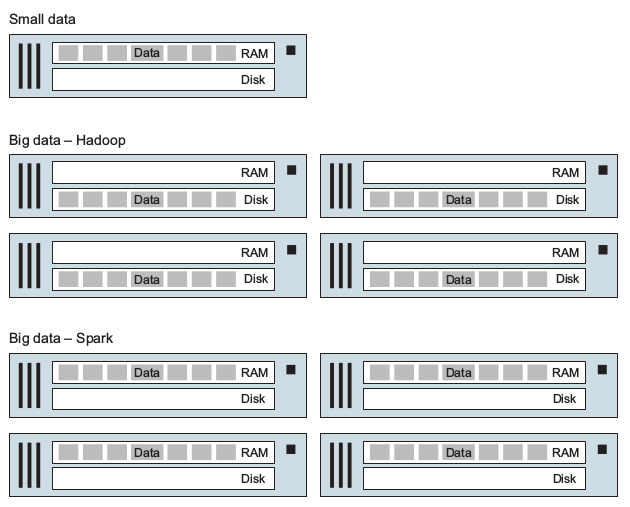 Small data
Data RAM
Disk
Big data – Hadoop
RAM RAM
Data Disk Data Disk
RAM RAM
Data Disk Data Disk
Big data – Spark
Data RAM Data RAM
Disk Disk
Data RAM Data RAM
Disk Disk